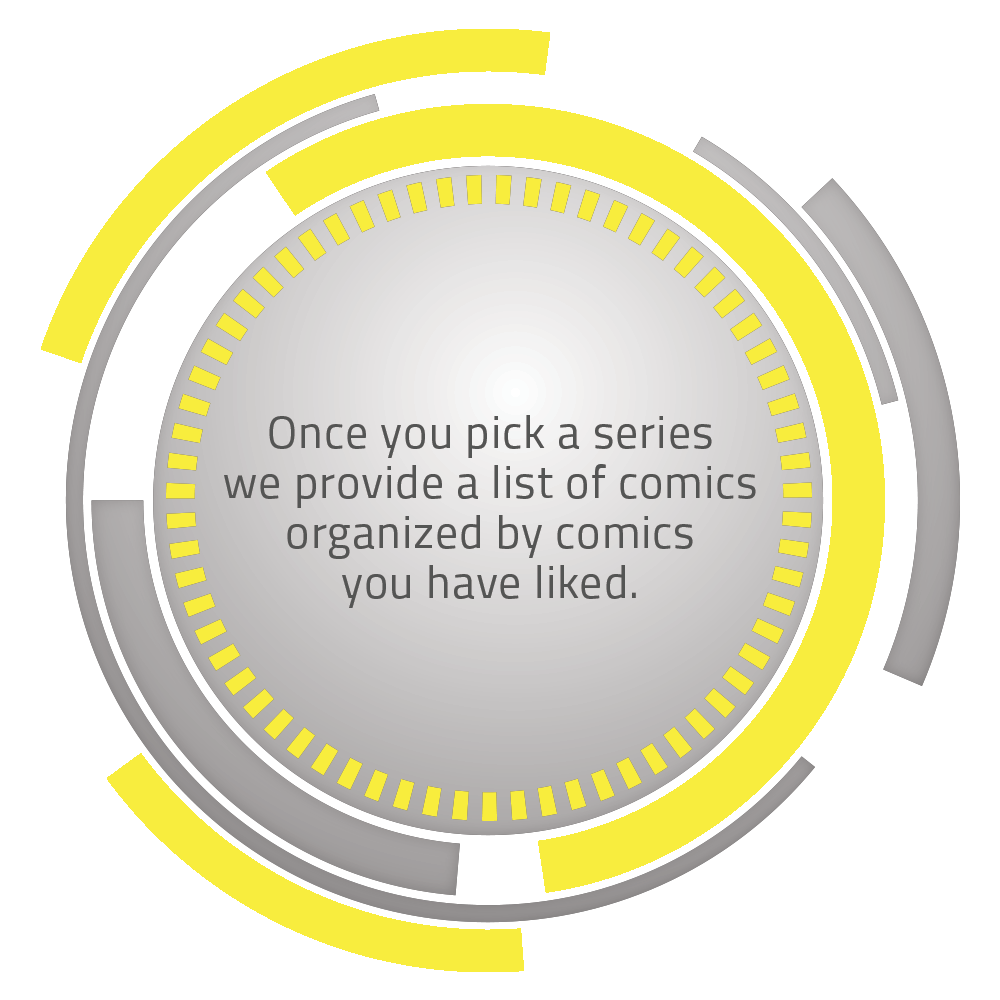 Once you pick a series
we provide a list of comics
organized by comics
you have liked.